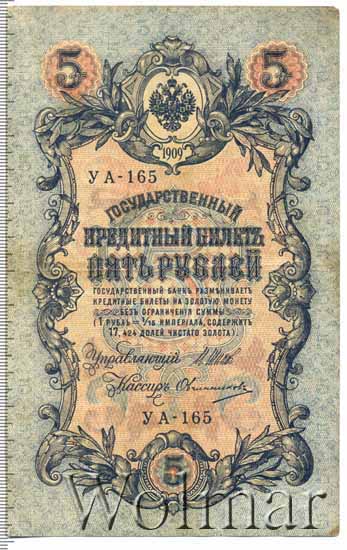 5 5
1909
УА-165
ГОСУДАРСТВЕННЫЙ
КРЕДИТНЫЙ БИЛЕТЪ
ПЯТЬ РУБЛЕЙ
ГОСУДАРСТВЕННЫЙ БАНКЪ РАЗМѢНИВАЕТЪ
КРЕДИТНЫЕ БИЛЕТЫ НА ЗОЛОТУЮ МОНЕТУ
БЕЗЪ ОГРАНИЧЕНІЯ СУММЫ
(1 РУБЛЬ = 1/15 ИМПЕРІАЛА, СОДЕРЖИТЪ
17,424 ДОЛЕЙ ЧИСТАГО ЗОЛОТА)
Управляющій
Кассиръ Овчинниковъ
УА-165
5
Wolmar